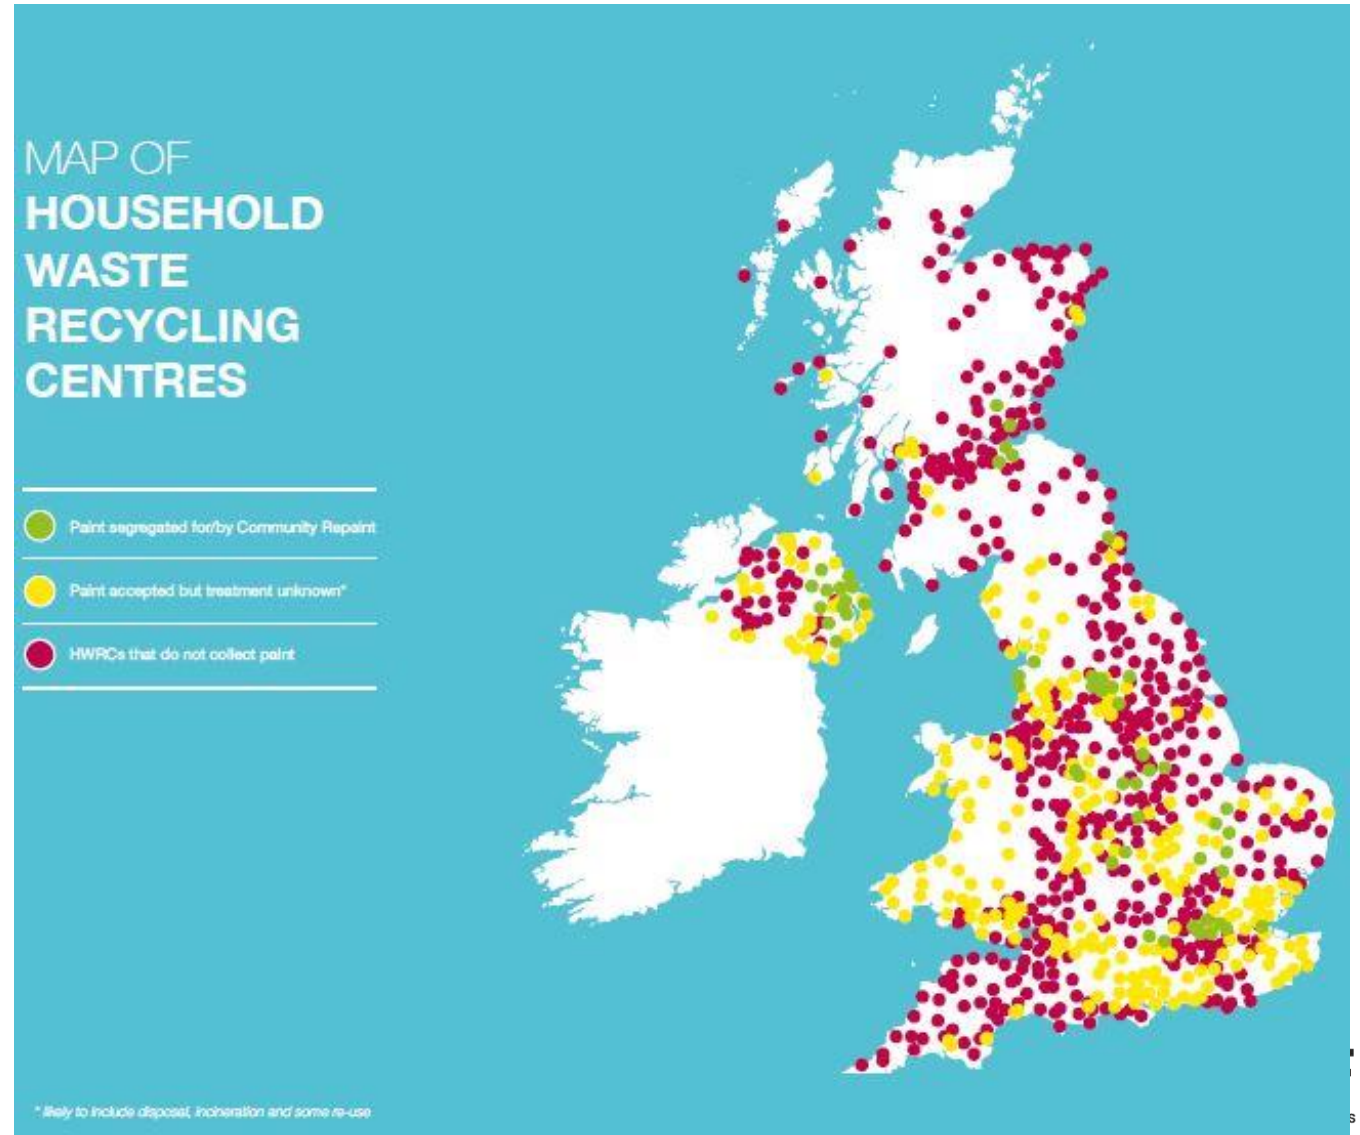 MAP OF
HOUSEHOLD
WASTE
RECYCLING
CENTRES
Paint segregated for/by Community Repaint
Paint accepted but treatment unknown*
HWRCs that do not collect paint
* likely to include disposal, incineration and some re-use
s